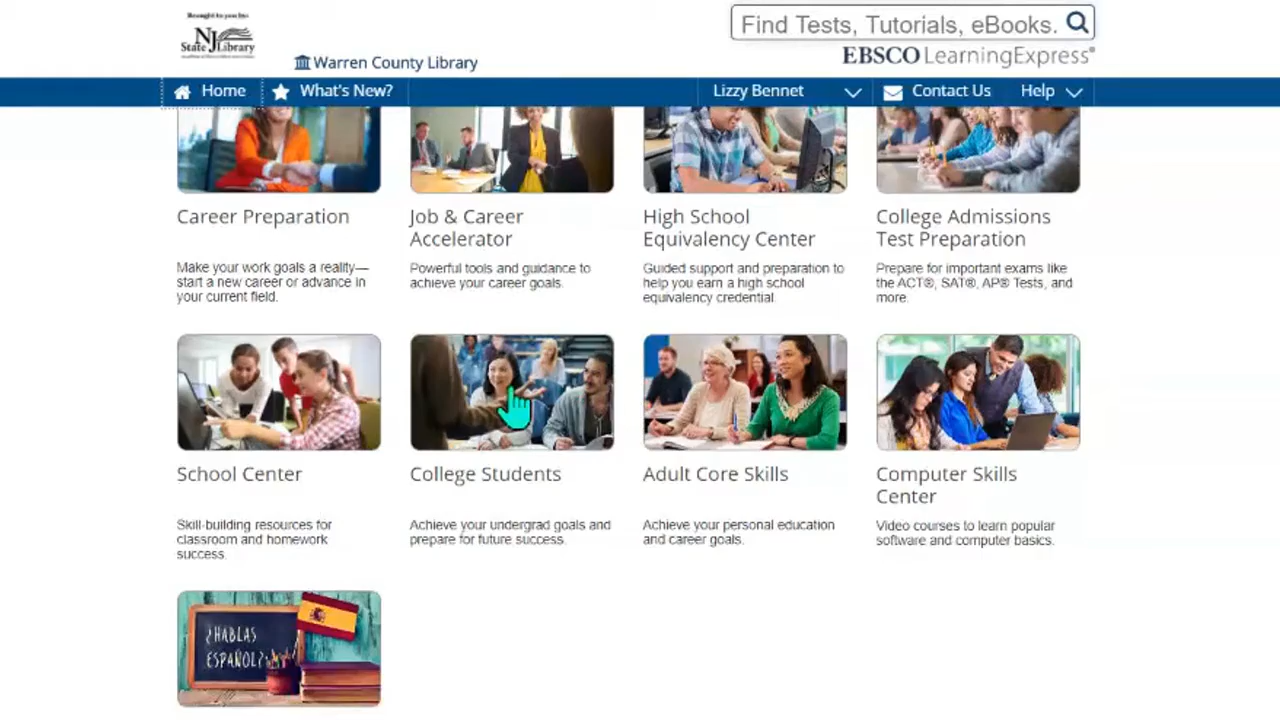 Brought to you by:
NJ
State Library
Warren County Library
Find Tests, Tutorials, eBooks.
EBSCO LearningExpress®
Home
What's New?
Lizzy Bennet
Contact Us
Help
Career Preparation
Make your work goals a reality—
start a new career or advance in
your current field.
Job & Career
Accelerator
Powerful tools and guidance to
achieve your career goals.
High School
Equivalency Center
Guided support and preparation to
help you earn a high school
equivalency credential
College Admissions
Test Preparation
Prepare for important exams like
the ACT®, SAT®, AP® Tests, and
more.
School Center
Skill-building resources for
classroom and homework
success.
College Students
Achieve your undergrad goals and
prepare for future success.
Adult Core Skills
Achieve your personal education
and career goals.
Computer Skills
Center
Video courses to learn popular
software and computer basics.
¿HABLAS
ESPAÑOL?